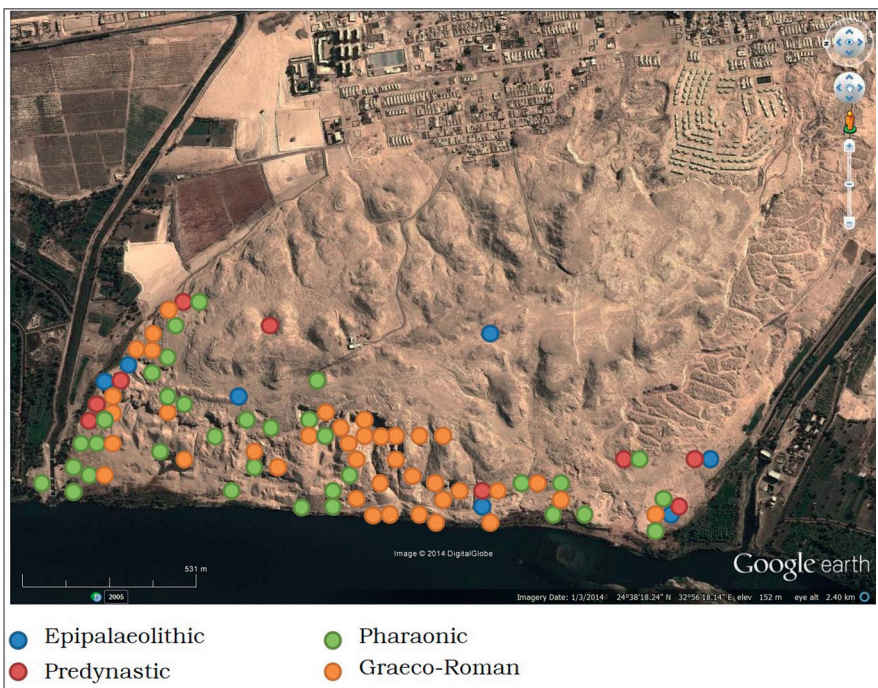 531 m
2005
Image © 2014 DigitalGlobe
Google earth
Imagery Date: 1/3/2014 24°38'18.24" N 32°56'18.14" E elev 152 m eye alt 2.40 km
Epipalaeolithic
Predynastic
Pharaonic
Graeco-Roman